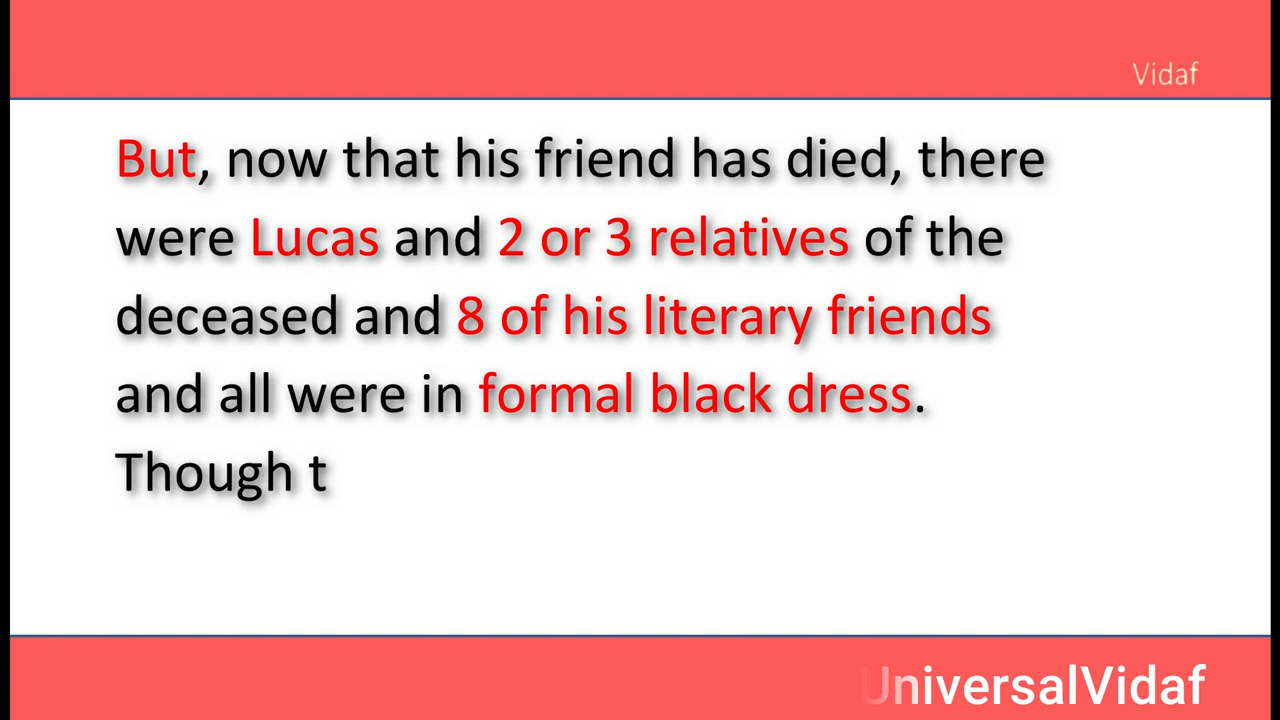 Vidaf
But, now that his friend has died, there
were Lucas and 2 or 3 relatives of the
deceased and 8 of his literary friends
and all were in formal black dress.
Though t
UniversalVidaf